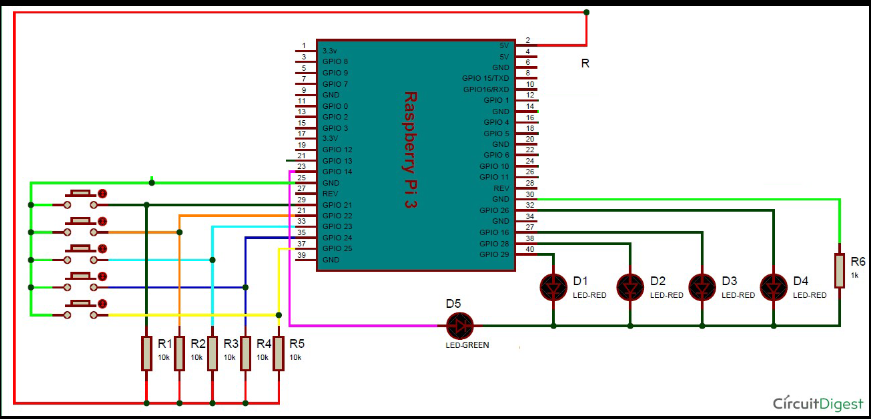 1 3.3v
3 GPIO 8
5 GPIO 9
7 GPIO 7
9 GND
11 GPIO 0
13 GPIO 2
15 GPIO 3
17 3.3V
19 GPIO 12
21 GPIO 13
23 GPIO 14
25 GND
27 REV
29 GPIO 21
21 GPIO 22
33 GPIO 23
35 GPIO 24
37 GPIO 25
39 GND
Raspberry Pi 3
5V 2
5V 4
GND 6
GPIO 15/TXD 8
GPIO16/RXD 10
GPIO 1 12
GND 14
GPIO 4 16
GPIO 5 18
GND 20
GPIO 6 22
GPIO 10 24
GPIO 11 26
REV 28
GND 30
GPIO 26 32
GND 34
GPIO 16 27
GPIO 28 38
GPIO 29 40
R
R6
1k
D1
LED-RED
D2
LED-RED
D3
LED-RED
D4
LED-RED
D5
LED-GREEN
R1
10k
R2
10k
R3
10k
R4
10k
R5
10k
CiRCUiTDiGEST